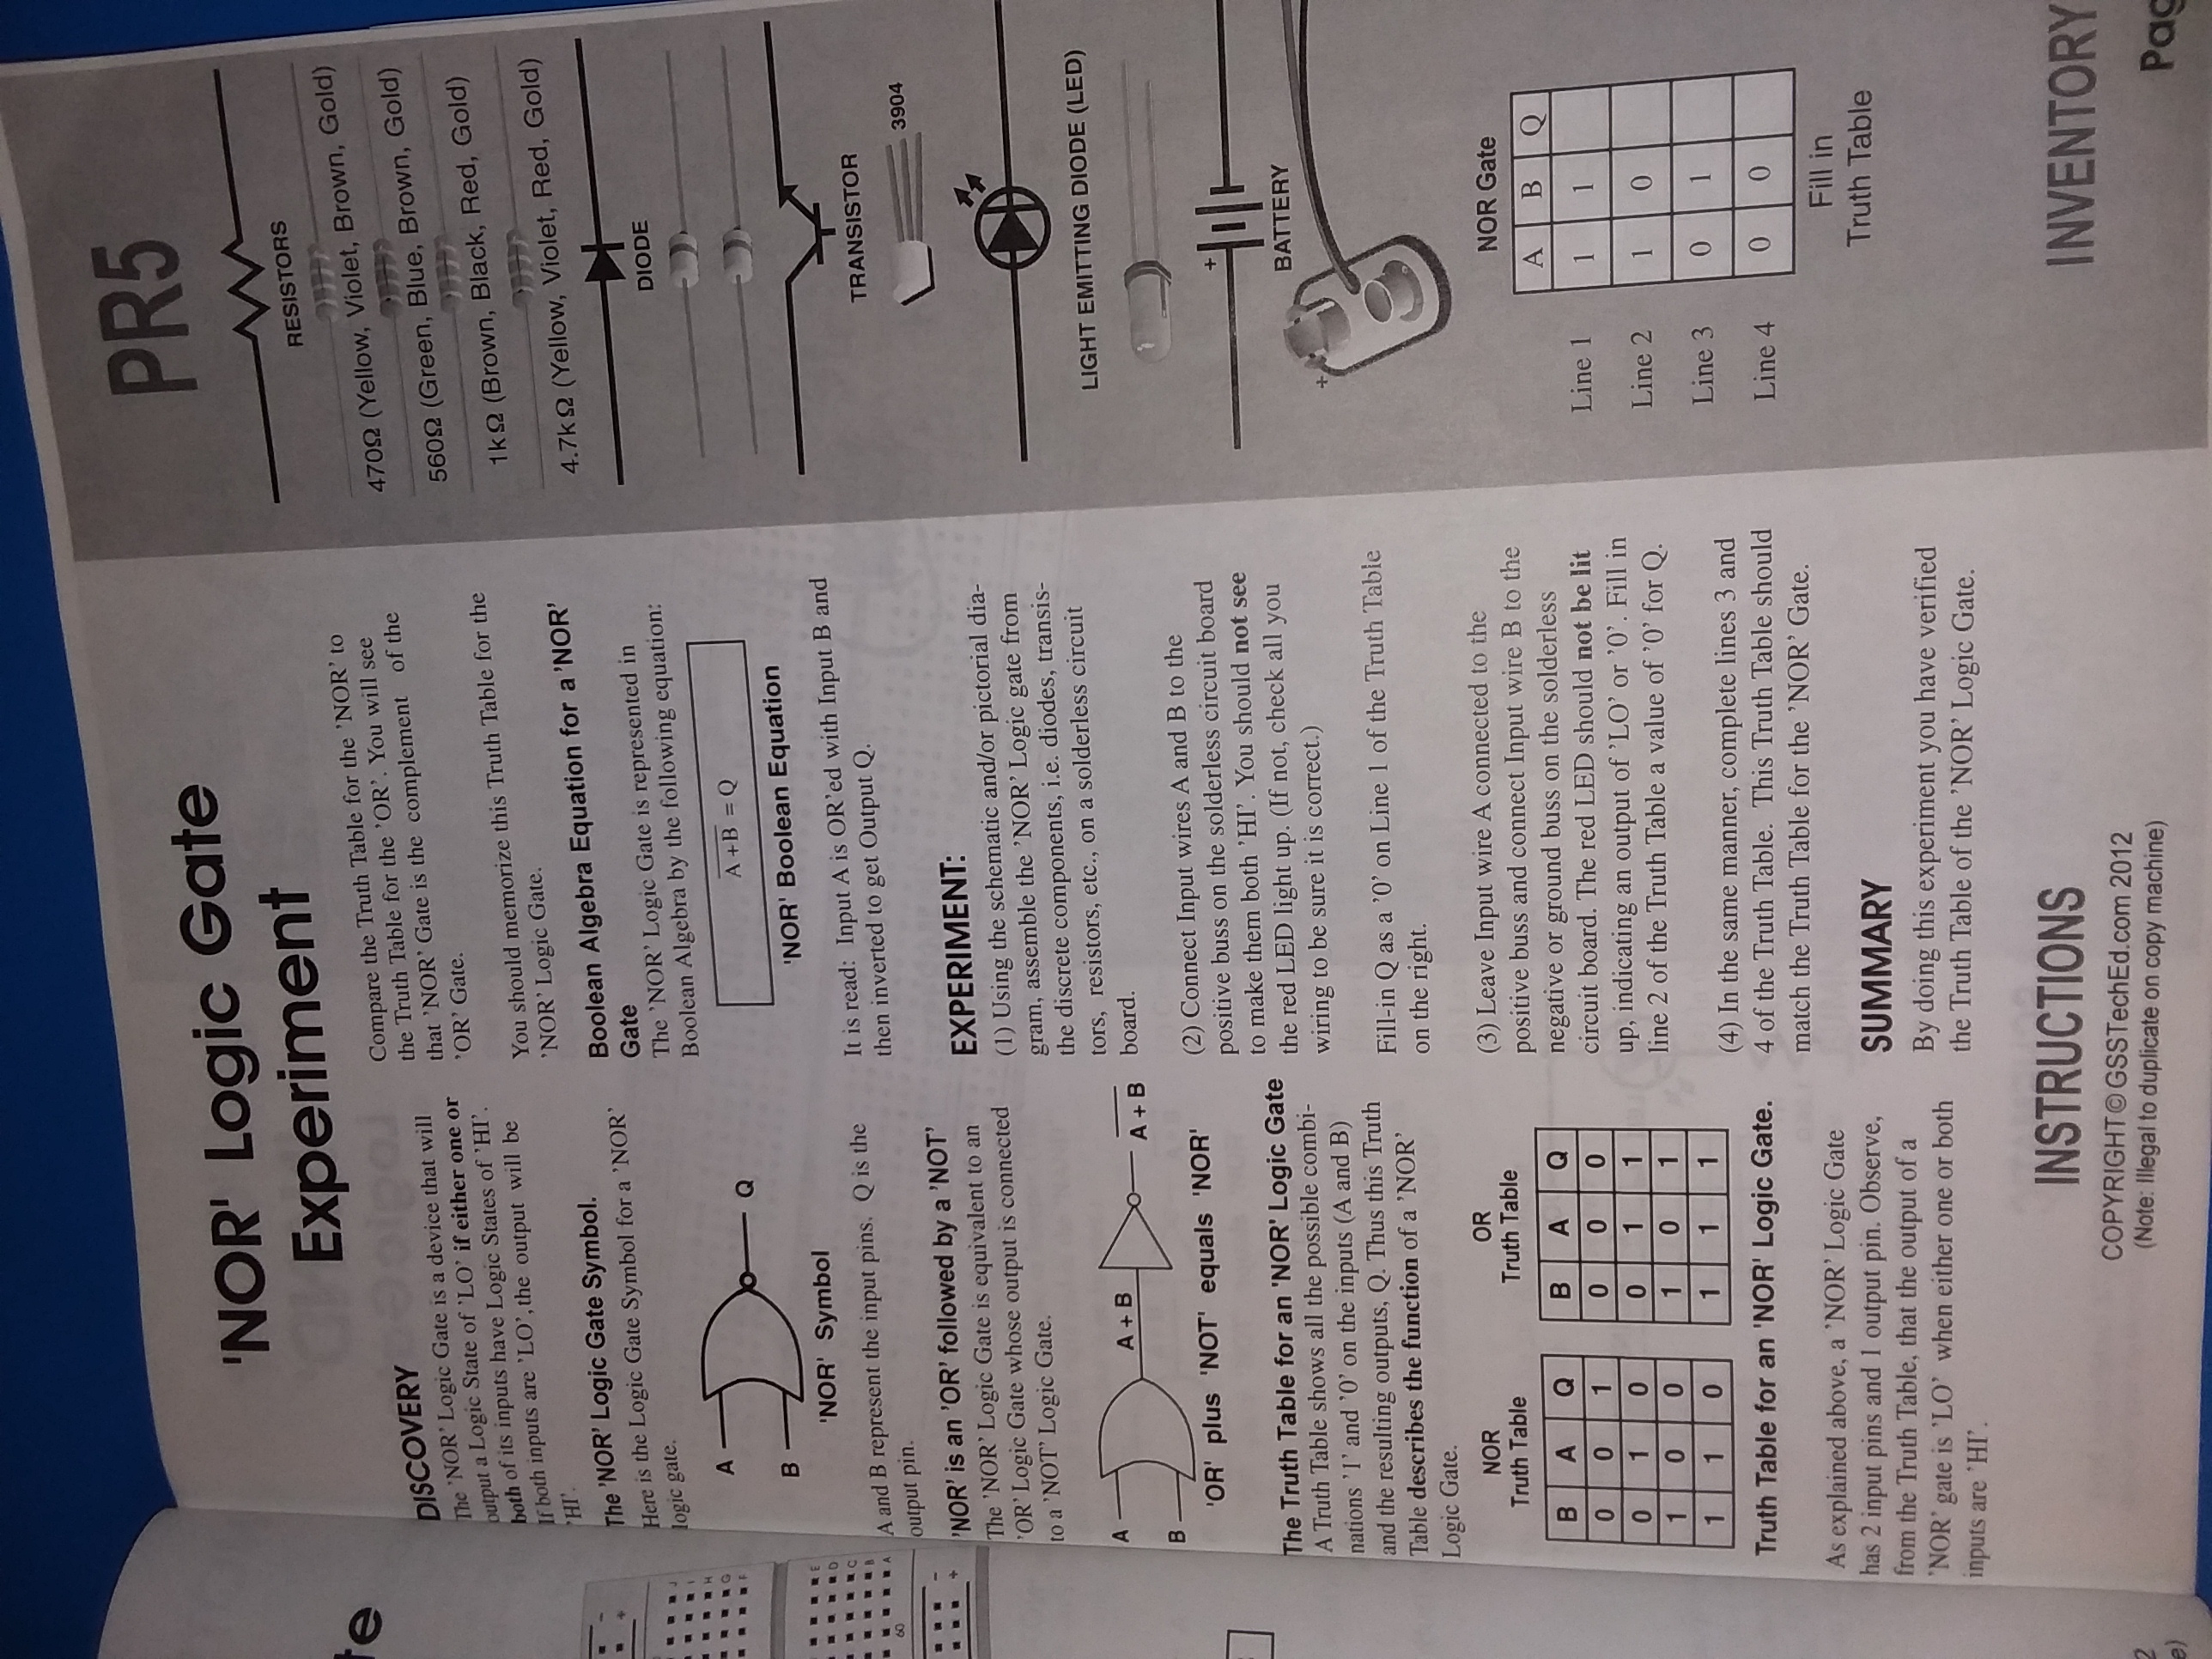 te
- +
J
I
H
G
F
E
D
C
B
A
60
- +
2
e)
'NOR' Logic Gate
Experiment
DISCOVERY
The 'NOR' Logic Gate is a device that will
output a Logic State of 'LO' if either one or
both of its inputs have Logic States of 'HI'.
If both inputs are 'LO', the output will be
'HI'.
The 'NOR' Logic Gate Symbol.
Here is the Logic Gate Symbol for a 'NOR'
logic gate.
A
Q
B
'NOR' Symbol
A and B represent the input pins. Q is the
output pin.
'NOR' is an 'OR' followed by a 'NOT'
The 'NOR' Logic Gate is equivalent to an
'OR' Logic Gate whose output is connected
to a 'NOT' Logic Gate.
A
A + B
A̅ ̅+̅ ̅B̅
B
'OR' plus 'NOT' equals 'NOR'
The Truth Table for an 'NOR' Logic Gate
A Truth Table shows all the possible combi-
nations '1' and '0' on the inputs (A and B)
and the resulting outputs, Q. Thus this Truth
Table describes the function of a 'NOR'
Logic Gate.
NOR
Truth Table
B A Q
0 0 1
0 1 0
1 0 0
1 1 0
OR
Truth Table
B A Q
0 0 0
0 1 1
1 0 1
1 1 1
Truth Table for an 'NOR' Logic Gate.
As explained above, a 'NOR' Logic Gate
has 2 input pins and 1 output pin. Observe,
from the Truth Table, that the output of a
'NOR' gate is 'LO' when either one or both
inputs are 'HI'.
Compare the Truth Table for the 'NOR' to
the Truth Table for the 'OR'. You will see
that 'NOR' Gate is the complement of the
'OR' Gate.
You should memorize this Truth Table for the
'NOR' Logic Gate.
Boolean Algebra Equation for a 'NOR'
Gate
The 'NOR' Logic Gate is represented in
Boolean Algebra by the following equation:
A̅ ̅+̅B̅ = Q
'NOR' Boolean Equation
It is read: Input A is OR'ed with Input B and
then inverted to get Output Q.
EXPERIMENT:
(1) Using the schematic and/or pictorial dia-
gram, assemble the 'NOR' Logic gate from
the discrete components, i.e. diodes, transis-
tors, resistors, etc., on a solderless circuit
board.
(2) Connect Input wires A and B to the
positive buss on the solderless circuit board
to make them both 'HI'. You should not see
the red LED light up. (If not, check all you
wiring to be sure it is correct.)
Fill-in Q as a '0' on Line 1 of the Truth Table
on the right.
(3) Leave Input wire A connected to the
positive buss and connect Input wire B to the
negative or ground buss on the solderless
circuit board. The red LED should not be lit
up, indicating an output of 'LO' or '0'. Fill in
line 2 of the Truth Table a value of '0' for Q.
(4) In the same manner, complete lines 3 and
4 of the Truth Table. This Truth Table should
match the Truth Table for the 'NOR' Gate.
SUMMARY
By doing this experiment you have verified
the Truth Table of the 'NOR' Logic Gate.
INSTRUCTIONS
COPYRIGHT © GSSTechEd.com 2012
(Note: Illegal to duplicate on copy machine)
PR5
RESISTORS
470Ω (Yellow, Violet, Brown, Gold)
560Ω (Green, Blue, Brown, Gold)
1kΩ (Brown, Black, Red, Gold)
4.7kΩ (Yellow, Violet, Red, Gold)
DIODE
TRANSISTOR
3904
LIGHT EMITTING DIODE (LED)
+
BATTERY
+
NOR Gate
A B Q
Line 1 1 1
Line 2 1 0
Line 3 0 1
Line 4 0 0
Fill in
Truth Table
INVENTORY
Pag